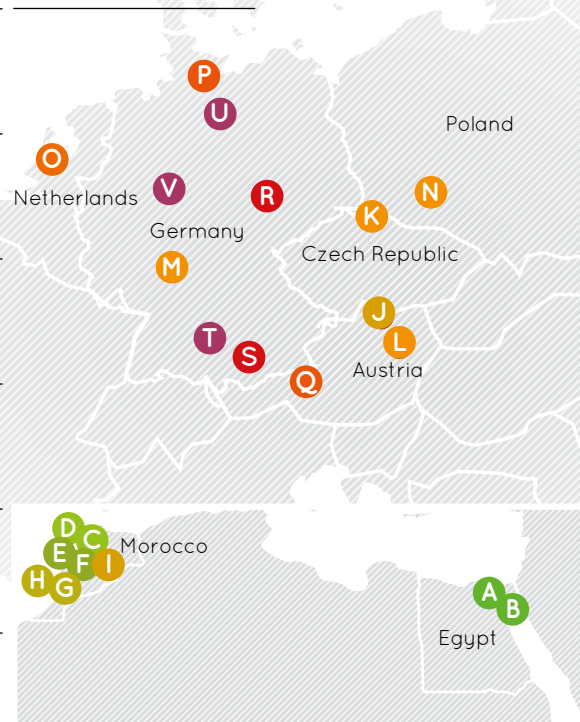 P
U
Poland
O
V
R
N
Netherlands
K
Germany
Czech Republic
M
J
T
L
S
Austria
Q
D
C
Morocco
E
F
I
H
G
A
B
Egypt